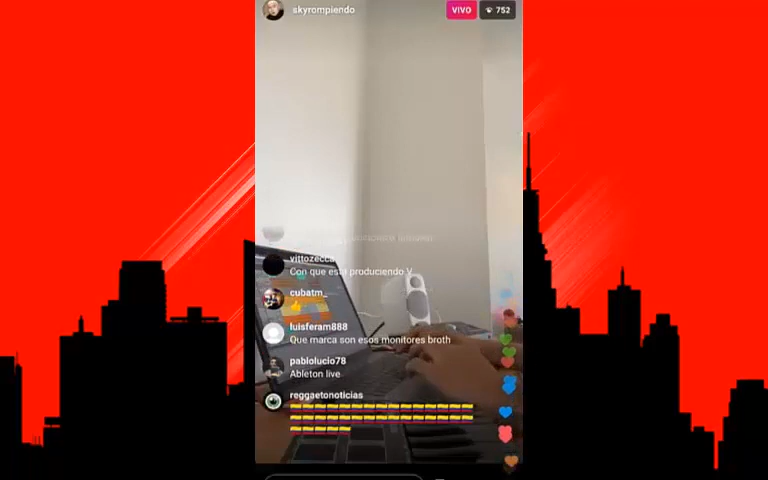 skyrompiendo
VIVO
752
vittozecca
Con que está produciendo V
cubatm_
luisferam888
Que marca son esos monitores broth
pablolucio78
Ableton live
reggaetonoticias